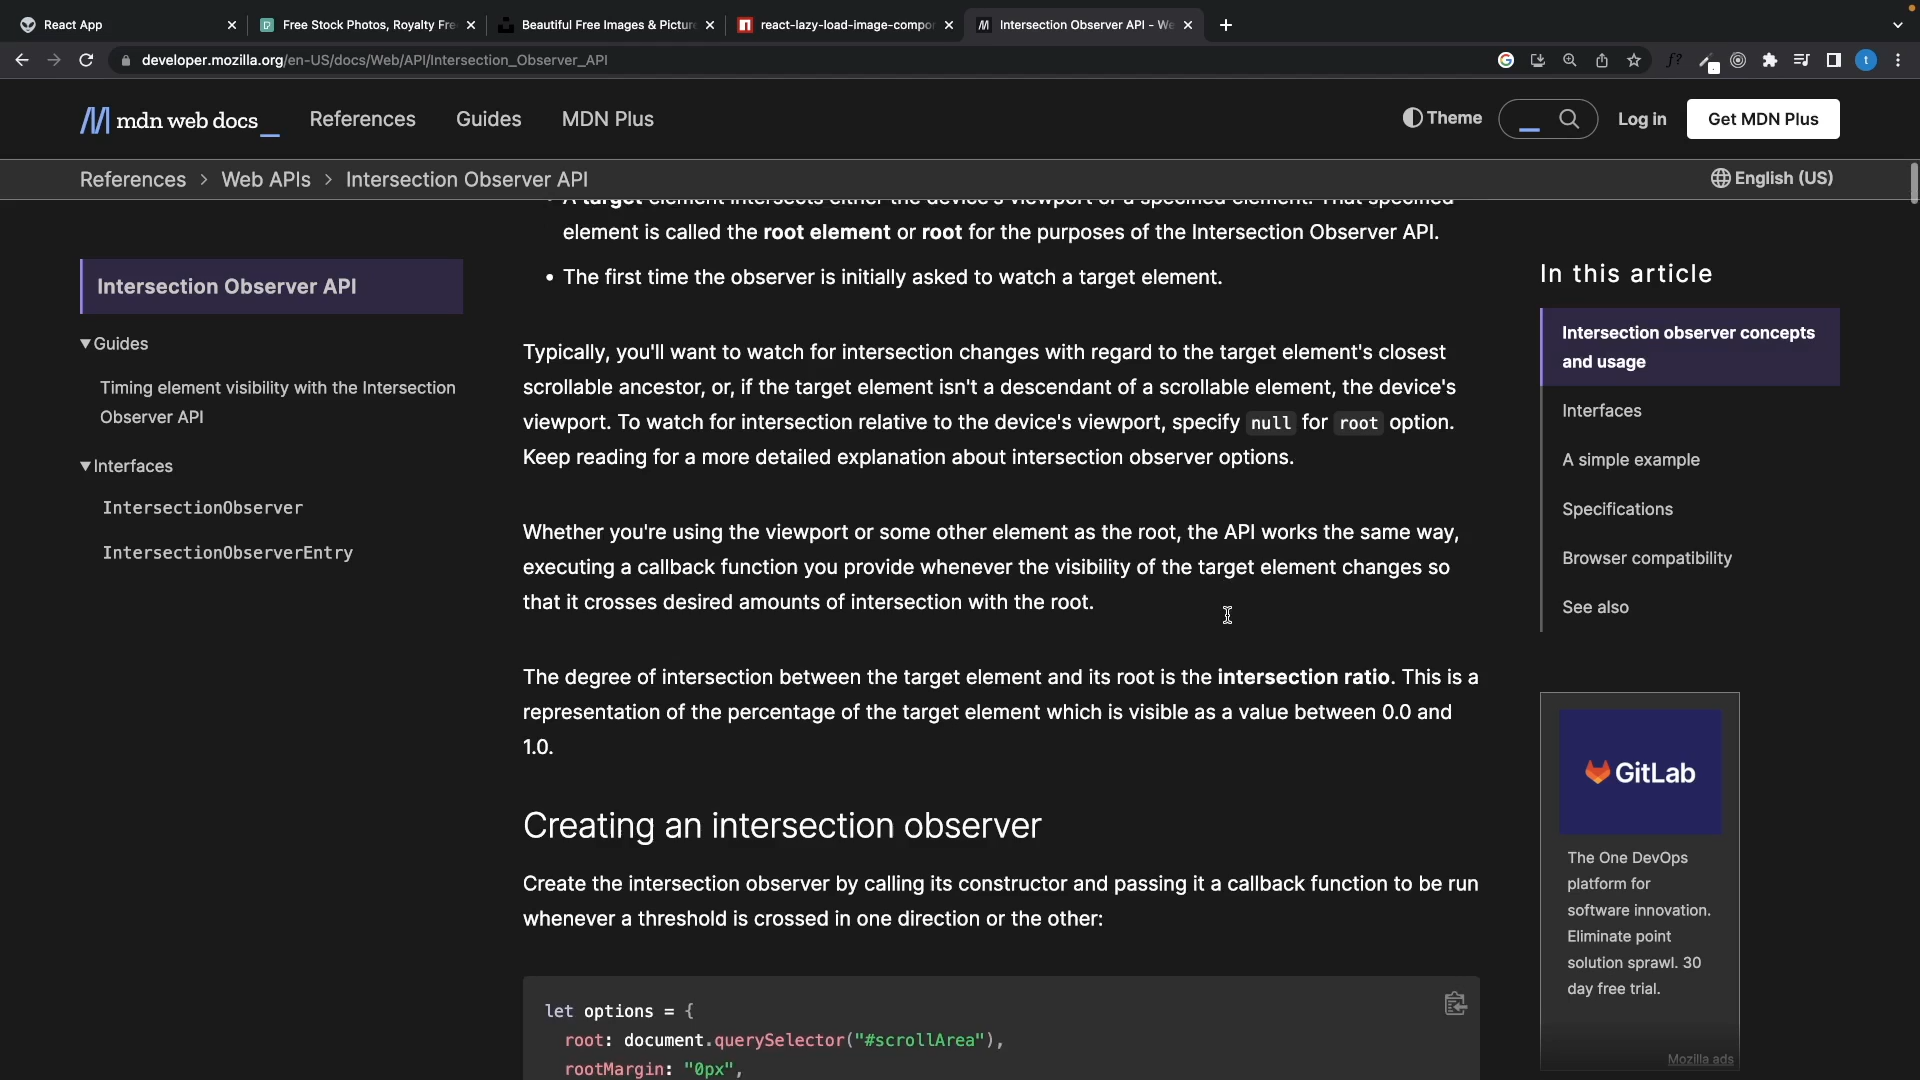 React App
Free Stock Photos, Royalty Fre
Beautiful Free Images & Pictur
react-lazy-load-image-compo
Intersection Observer API - We
developer.mozilla.org/en-US/docs/Web/API/Intersection_Observer_API
f?
t
mdn web docs_
References
Guides
MDN Plus
Theme
Log in
Get MDN Plus
References > Web APIs > Intersection Observer API
English (US)
Intersection Observer API
Guides
Timing element visibility with the Intersection
Observer API
Interfaces
IntersectionObserver
IntersectionObserverEntry
• A target element intersects either the device's viewport or a specified element. That specified
element is called the root element or root for the purposes of the Intersection Observer API.
• The first time the observer is initially asked to watch a target element.
Typically, you'll want to watch for intersection changes with regard to the target element's closest
scrollable ancestor, or, if the target element isn't a descendant of a scrollable element, the device's
viewport. To watch for intersection relative to the device's viewport, specify null for root option.
Keep reading for a more detailed explanation about intersection observer options.
Whether you're using the viewport or some other element as the root, the API works the same way,
executing a callback function you provide whenever the visibility of the target element changes so
that it crosses desired amounts of intersection with the root.
The degree of intersection between the target element and its root is the intersection ratio. This is a
representation of the percentage of the target element which is visible as a value between 0.0 and
1.0.
Creating an intersection observer
Create the intersection observer by calling its constructor and passing it a callback function to be run
whenever a threshold is crossed in one direction or the other:
let options = {
root: document.querySelector("#scrollArea"),
rootMargin: "0px",
In this article
Intersection observer concepts
and usage
Interfaces
A simple example
Specifications
Browser compatibility
See also
GitLab
The One DevOps
platform for
software innovation.
Eliminate point
solution sprawl. 30
day free trial.
Mozilla ads